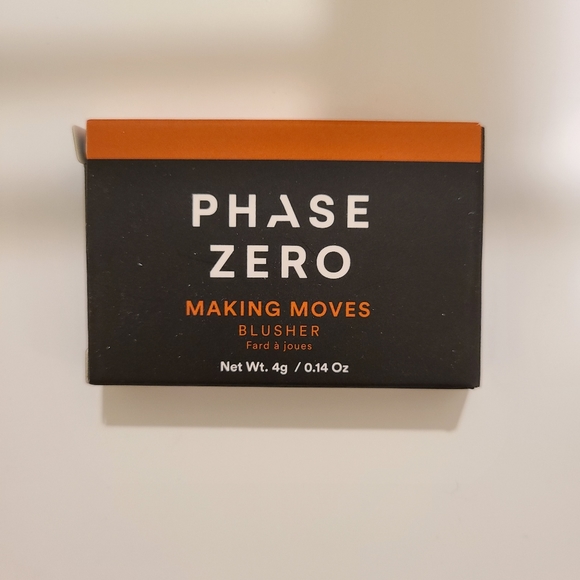 PHASE
ZERO
MAKING MOVES
BLUSHER
Fard à joues
Net Wt. 4g / 0.14 Oz